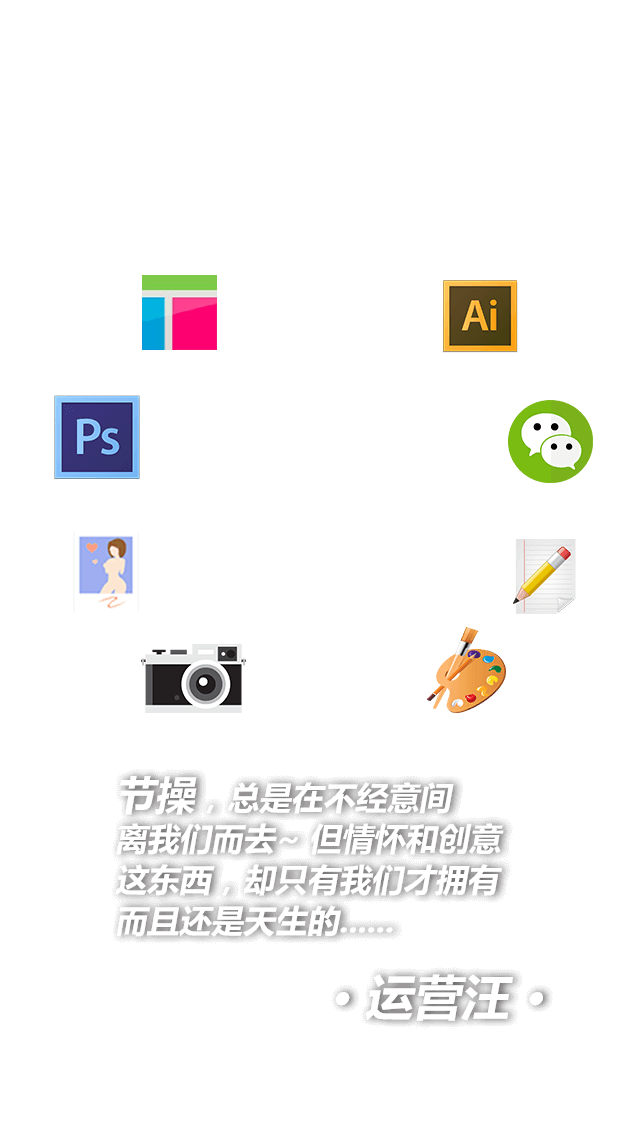 Ai
Ps
节操，总是在不经意间
离我们而去~ 但情怀和创意
这东西，却只有我们才拥有
而且还是天生的......
·运营汪·